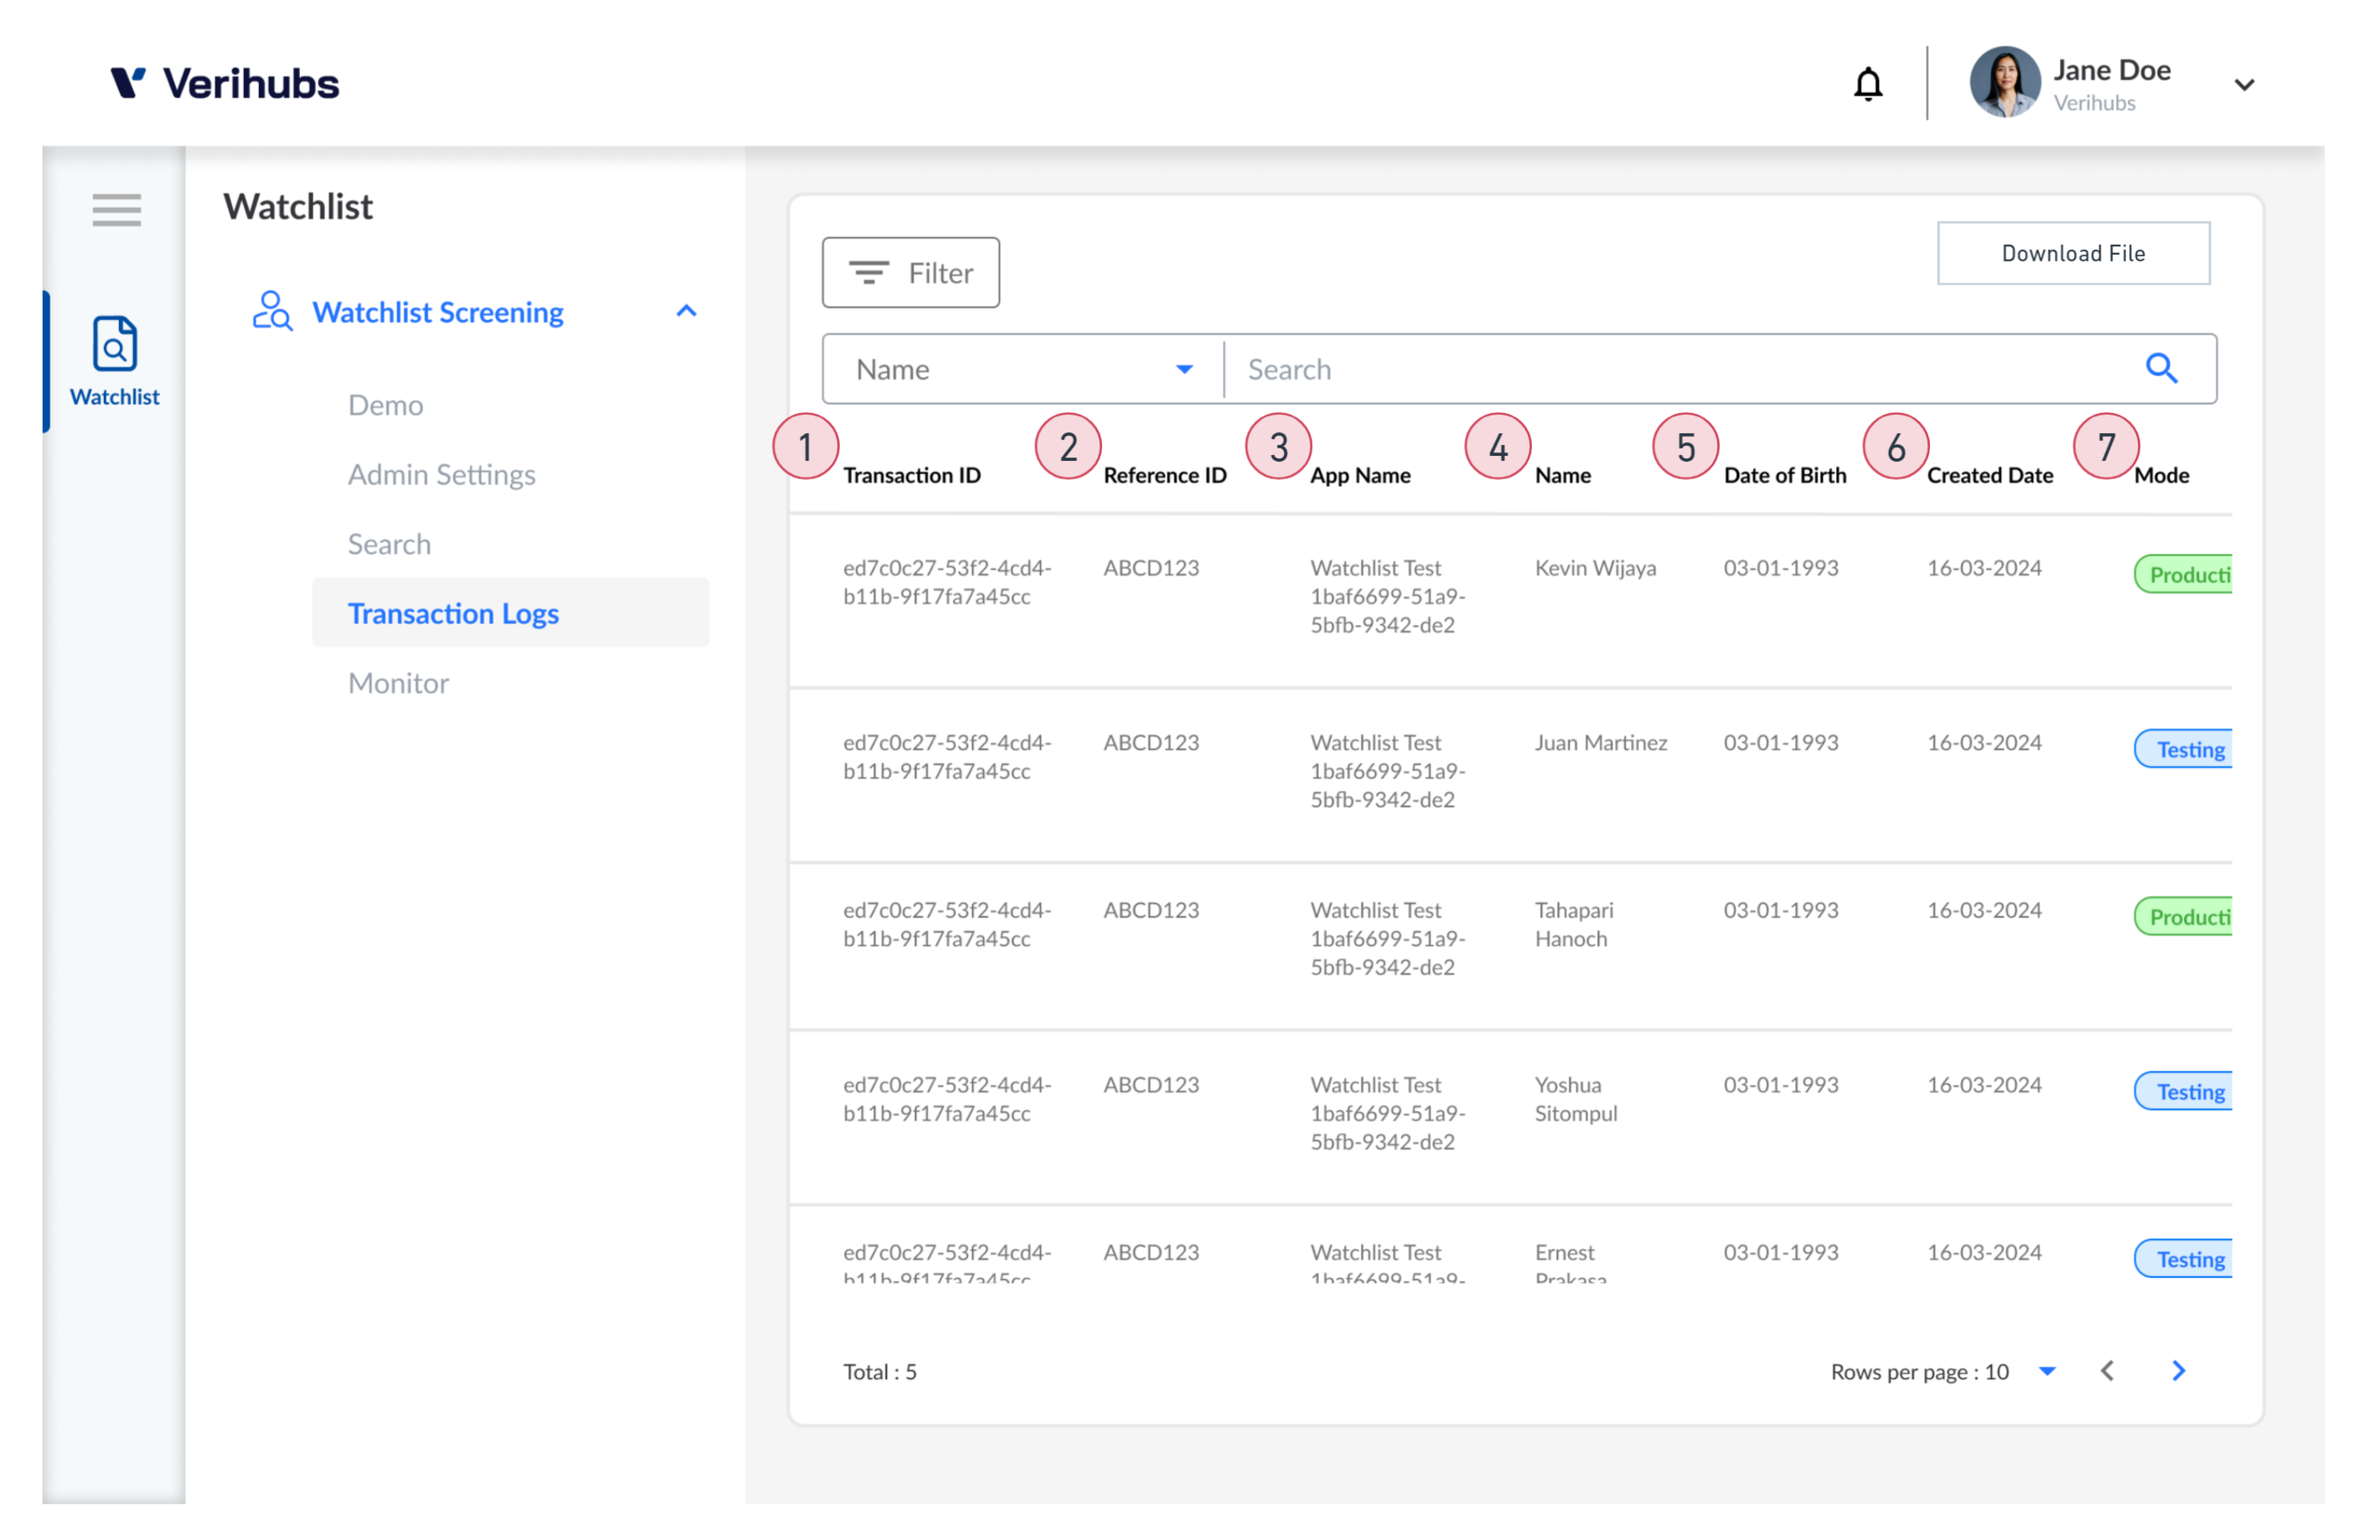 Verihubs
Jane Doe
Verihubs
Watchlist
Watchlist
Watchlist Screening
Demo
Admin Settings
Search
Transaction Logs
Monitor
Filter
Download File
Name
Search
1 Transaction ID 2 Reference ID 3 App Name 4 Name 5 Date of Birth 6 Created Date 7 Mode
ed7c0c27-53f2-4cd4- ABCD123 Watchlist Test Kevin Wijaya 03-01-1993 16-03-2024 Producti
b11b-9f17fa7a45cc 1baf6699-51a9-
5bfb-9342-de2
ed7c0c27-53f2-4cd4- ABCD123 Watchlist Test Juan Martinez 03-01-1993 16-03-2024 Testing
b11b-9f17fa7a45cc 1baf6699-51a9-
5bfb-9342-de2
ed7c0c27-53f2-4cd4- ABCD123 Watchlist Test Tahapari 03-01-1993 16-03-2024 Producti
b11b-9f17fa7a45cc 1baf6699-51a9- Hanoch
5bfb-9342-de2
ed7c0c27-53f2-4cd4- ABCD123 Watchlist Test Yoshua 03-01-1993 16-03-2024 Testing
b11b-9f17fa7a45cc 1baf6699-51a9- Sitompul
5bfb-9342-de2
ed7c0c27-53f2-4cd4- ABCD123 Watchlist Test Ernest 03-01-1993 16-03-2024 Testing
b11b-9f17fa7a45cc 1baf6699-51a9- Prakasa
Total : 5
Rows per page : 10